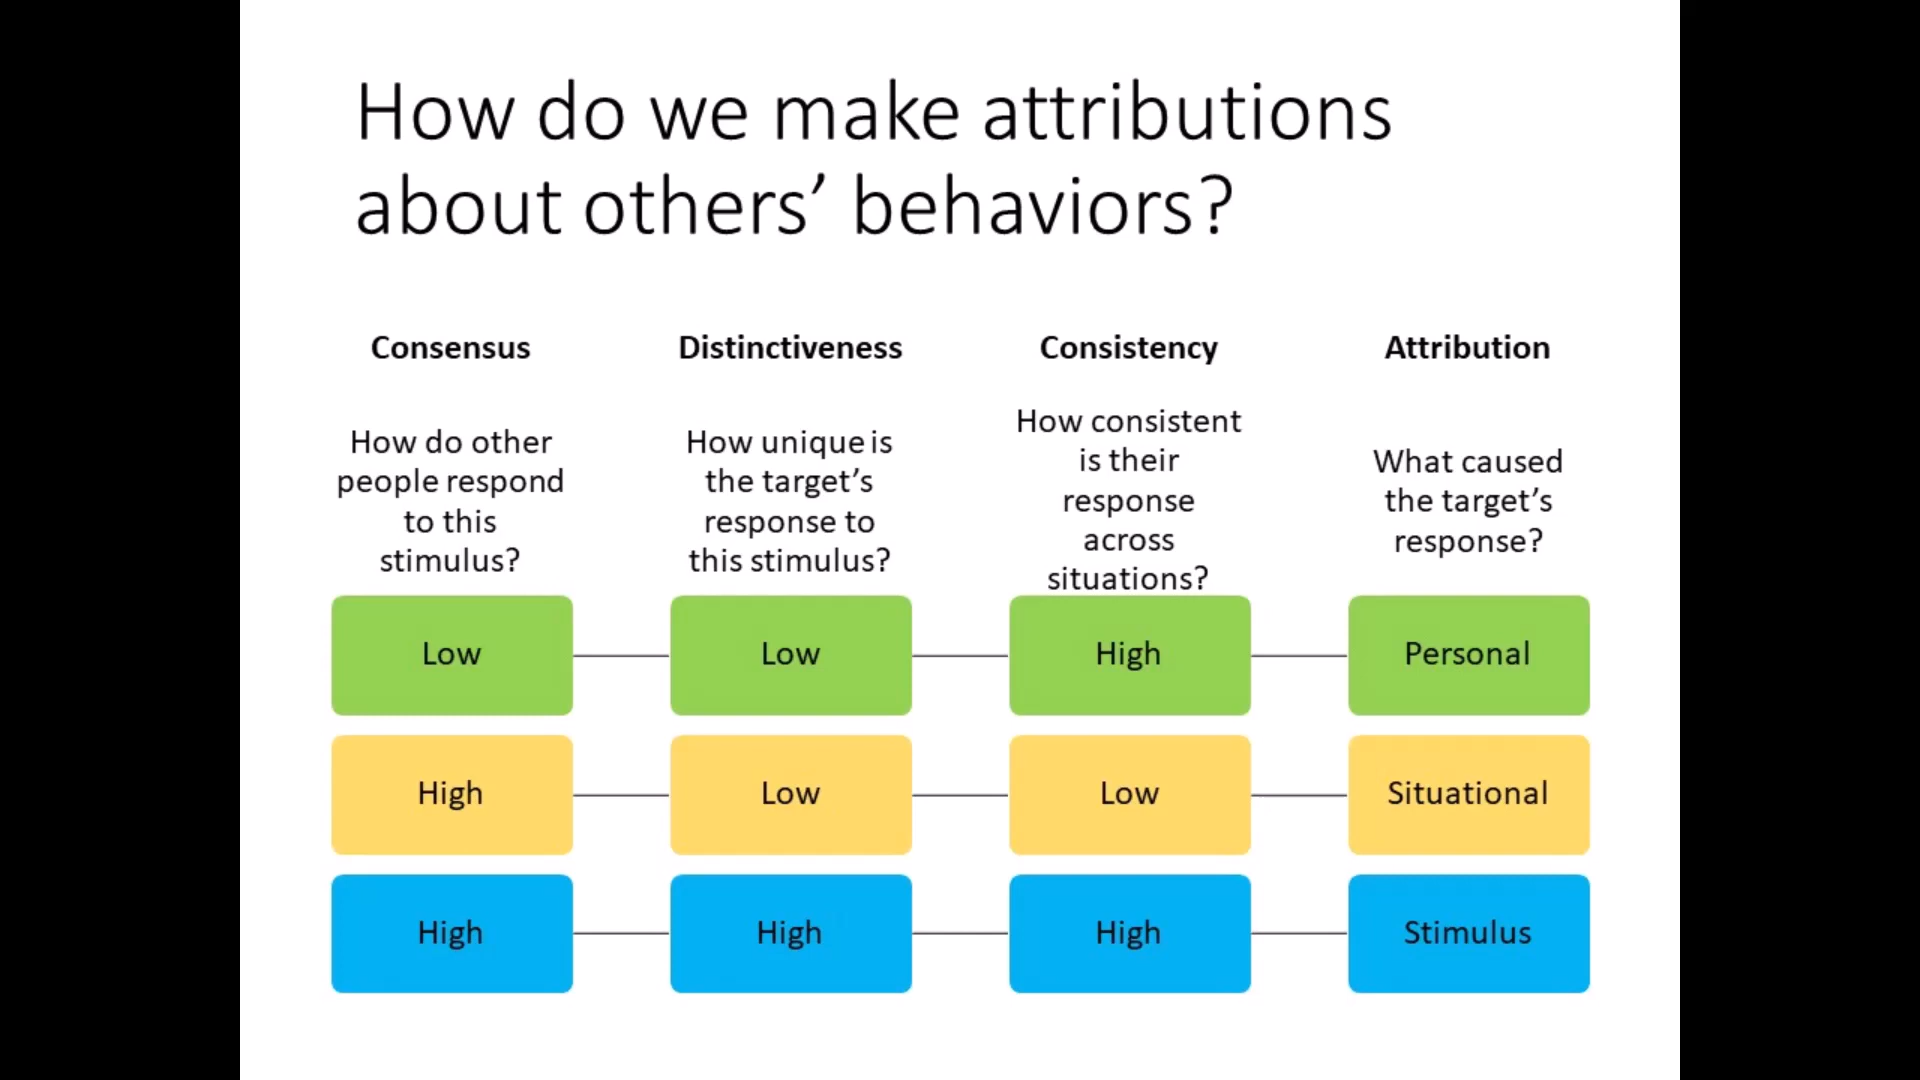 How do we make attributions
about others’ behaviors?
Consensus
How do other
people respond
to this
stimulus?
Distinctiveness
How unique is
the target’s
response to
this stimulus?
Consistency
How consistent
is their
response
across
situations?
Attribution
What caused
the target’s
response?
Low
Low
High
Personal
High
Low
Low
Situational
High
High
High
Stimulus